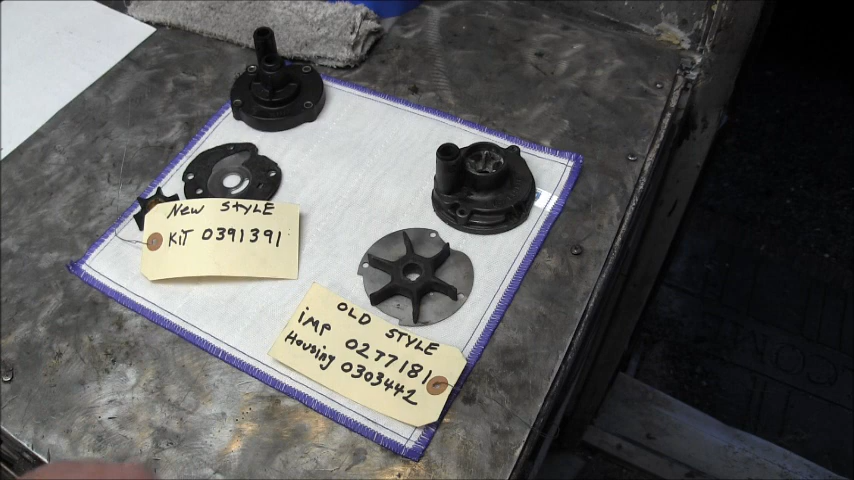 New STYLE
KiT 0391391
OLD STYLE
iMP 0277181
Housing 0303442